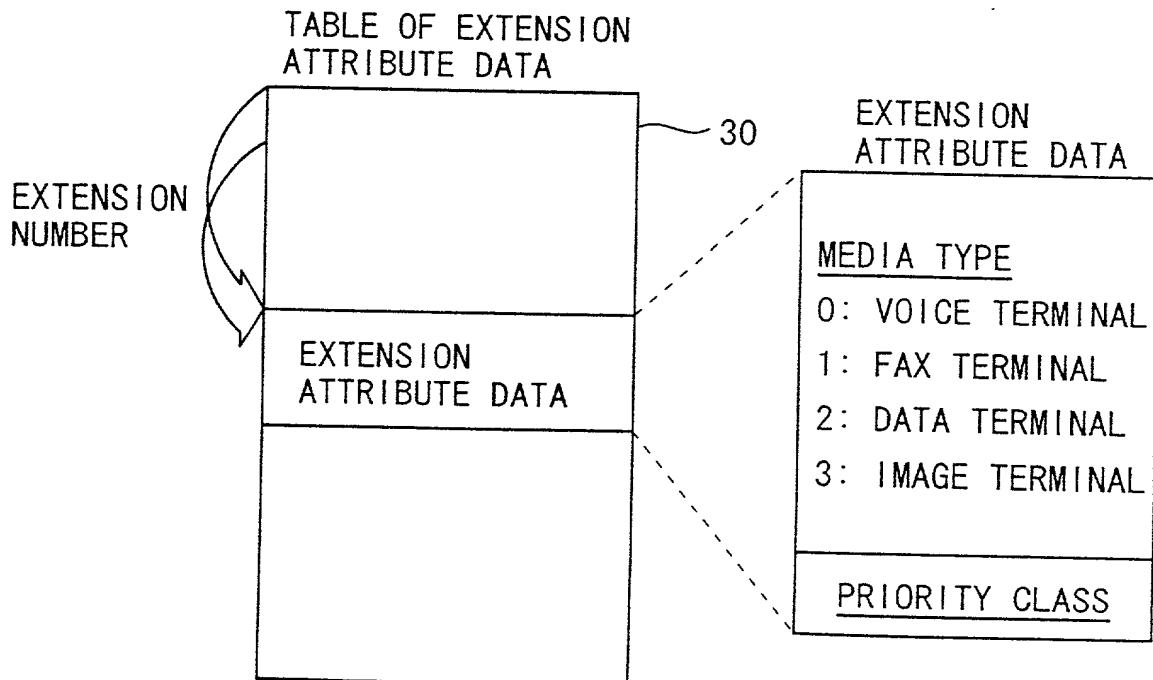 TABLE OF EXTENSION
ATTRIBUTE DATA
30
EXTENSION
NUMBER
EXTENSION
ATTRIBUTE DATA
EXTENSION
ATTRIBUTE DATA
MEDIA TYPE
0: VOICE TERMINAL
1: FAX TERMINAL
2: DATA TERMINAL
3: IMAGE TERMINAL
PRIORITY CLASS